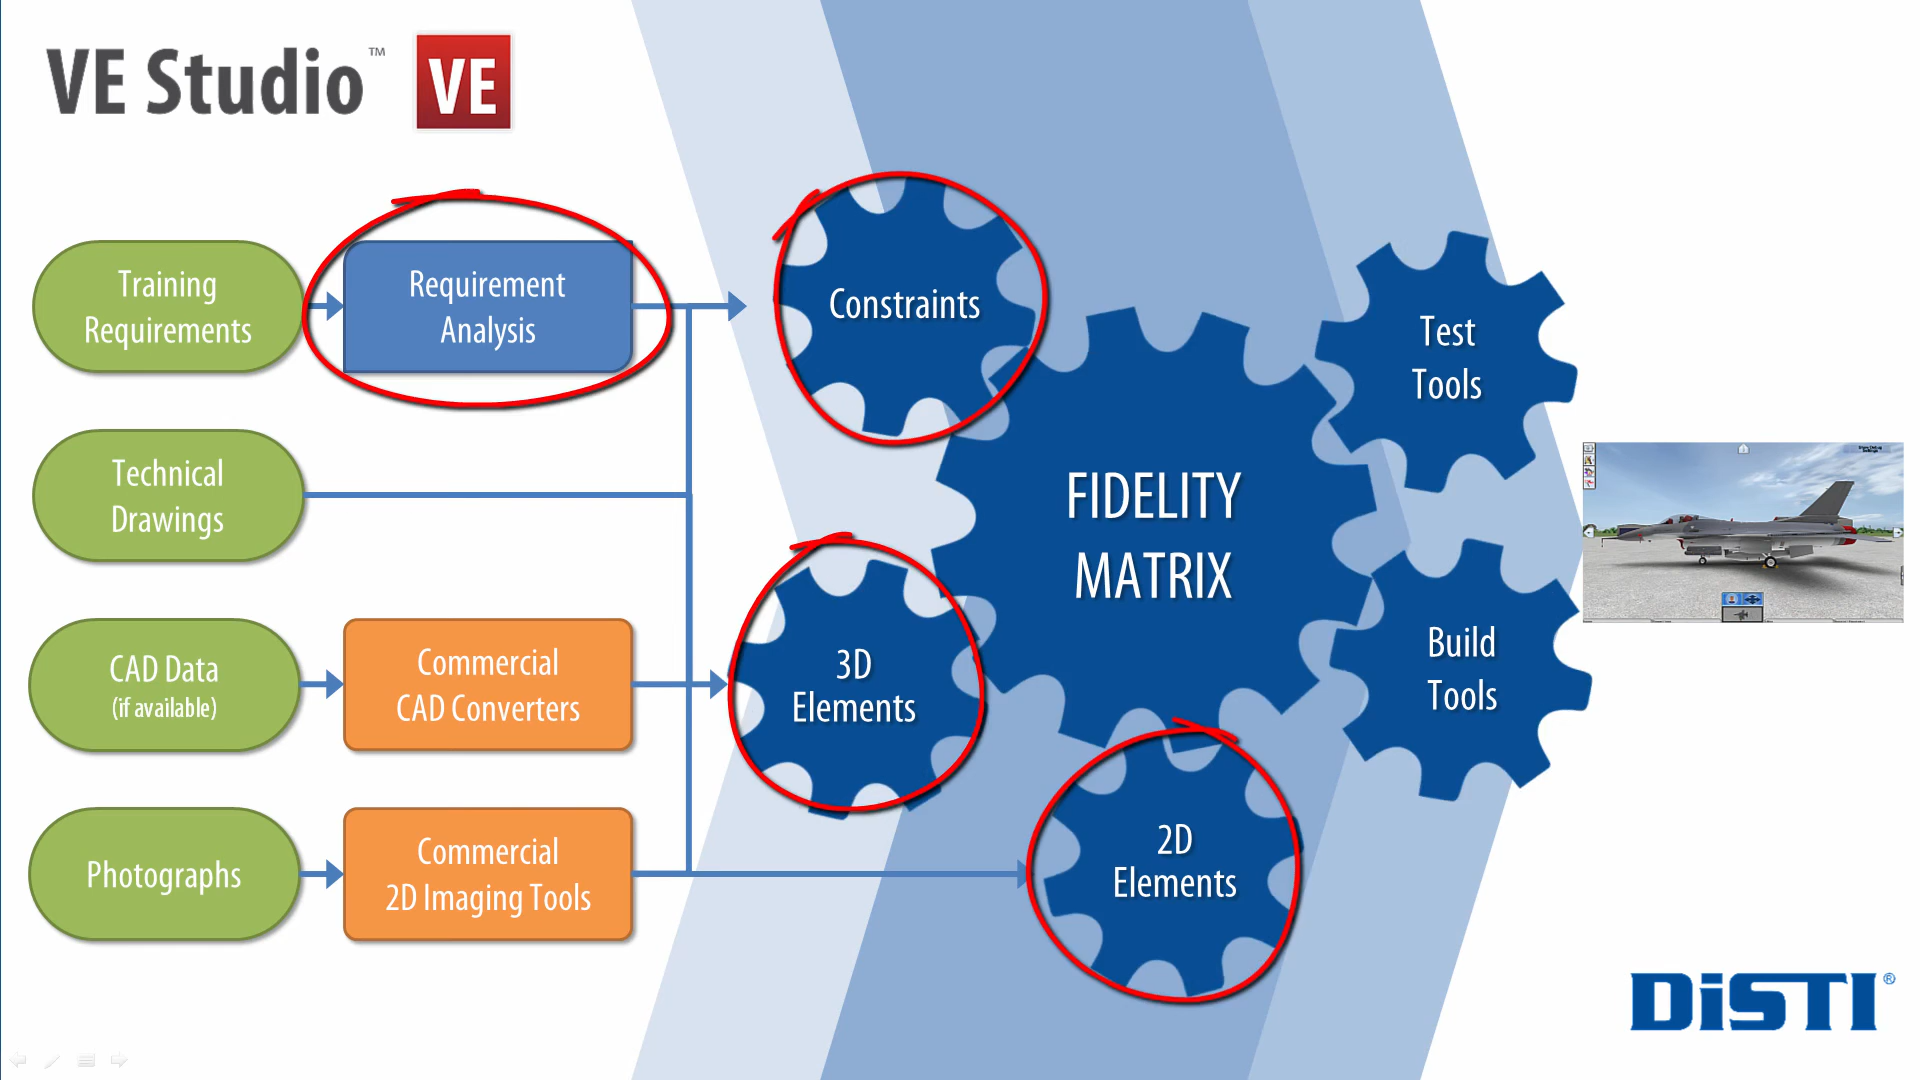 VE Studio™
VE
Training
Requirements
Requirement
Analysis
Constraints
Test
Tools
Technical
Drawings
FIDELITY
MATRIX
CAD Data
(if available)
Commercial
CAD Converters
3D
Elements
Build
Tools
Photographs
Commercial
2D Imaging Tools
2D
Elements
DiSTI®